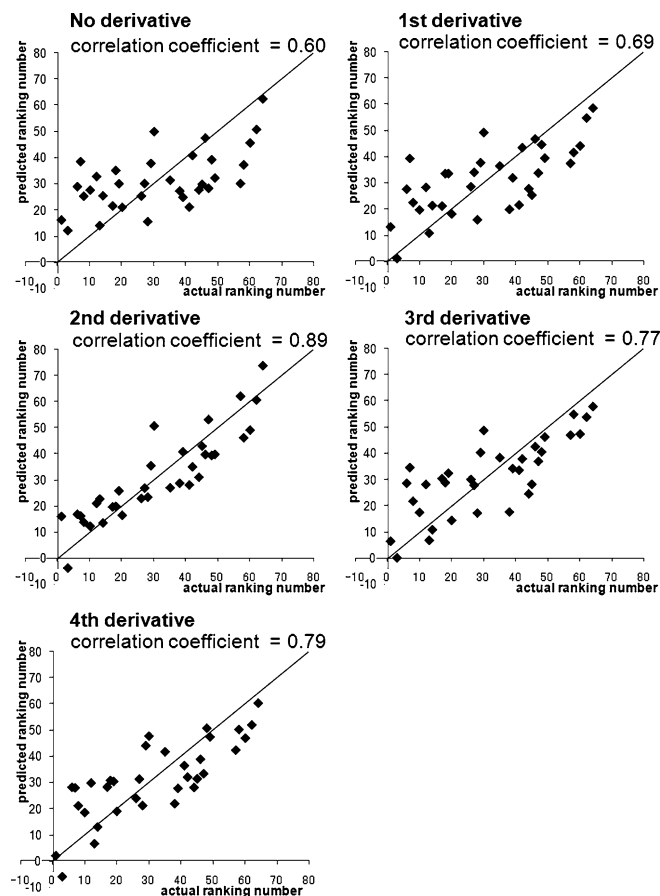 No derivative
correlation coefficient = 0.60
predicted ranking number
80
70
60
50
40
30
20
10
0
-10
-10 0 10 20 30 40 50 60 70 80
actual ranking number
1st derivative
correlation coefficient = 0.69
predicted ranking number
80
70
60
50
40
30
20
10
0
-10
-10 0 10 20 30 40 50 60 70 80
actual ranking number
2nd derivative
correlation coefficient = 0.89
predicted ranking number
80
70
60
50
40
30
20
10
0
-10
-10 0 10 20 30 40 50 60 70 80
actual ranking number
3rd derivative
correlation coefficient = 0.77
predicted ranking number
80
70
60
50
40
30
20
10
0
-10
-10 0 10 20 30 40 50 60 70 80
actual ranking number
4th derivative
correlation coefficient = 0.79
predicted ranking number
80
70
60
50
40
30
20
10
0
-10
-10 0 10 20 30 40 50 60 70 80
actual ranking number